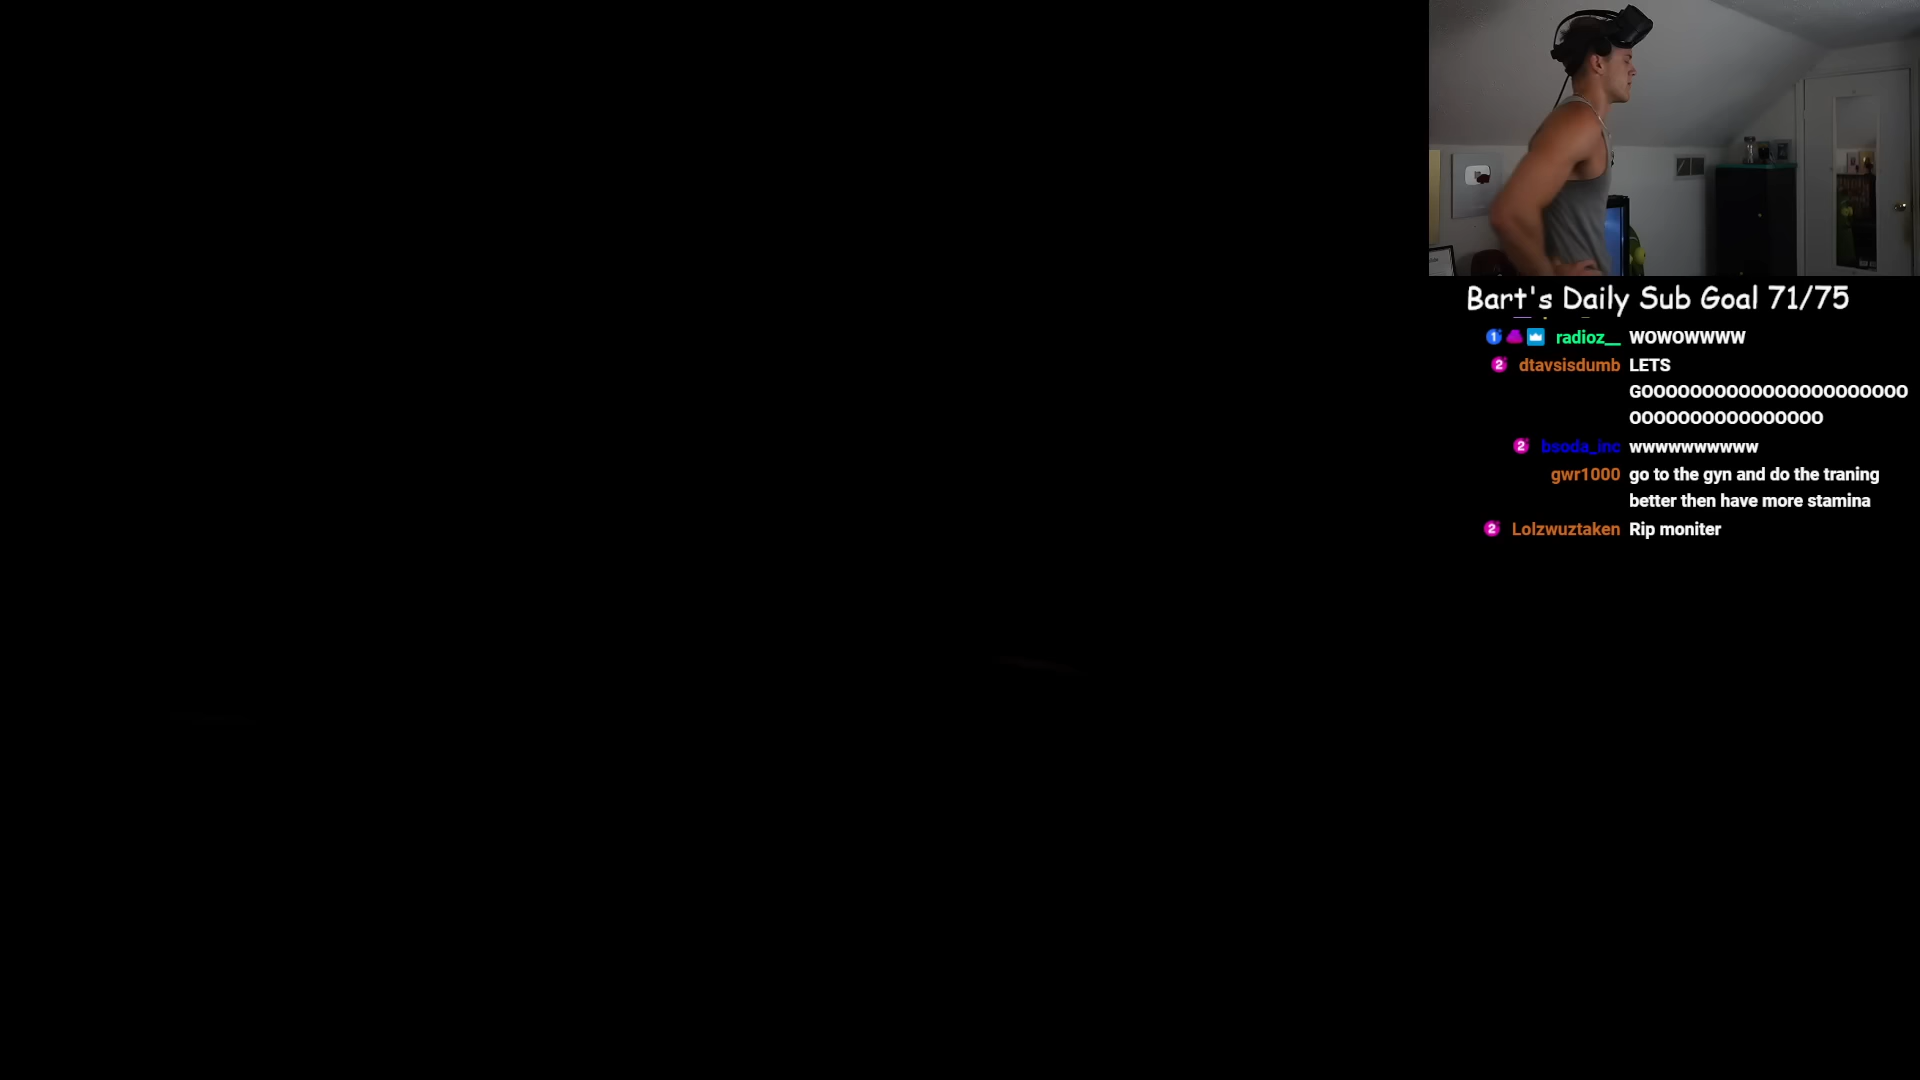 Bart's Daily Sub Goal 71/75
radioz__ WOWOWWWW
dtavsisdumb LETS
GOOOOOOOOOOOOOOOOOOOOOO
OOOOOOOOOOOOOOOO
bsoda_inc wwwwwwwwww
gwr1000 go to the gyn and do the traning
better then have more stamina
Lolzwuztaken Rip moniter